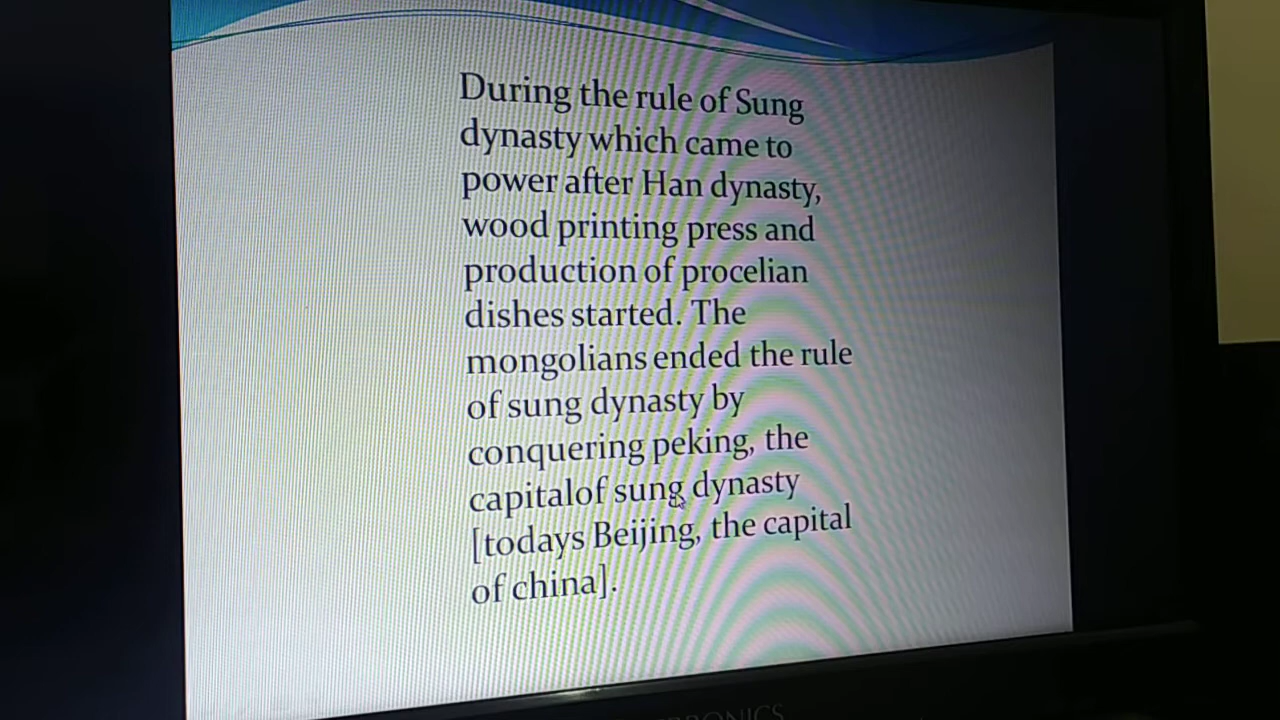 During the rule of Sung
dynasty which came to
power after Han dynasty,
wood printing press and
production of procelian
dishes started. The
mongolians ended the rule
of sung dynasty by
conquering peking, the
capitalof sung dynasty
[todays Beijing, the capital
of china].